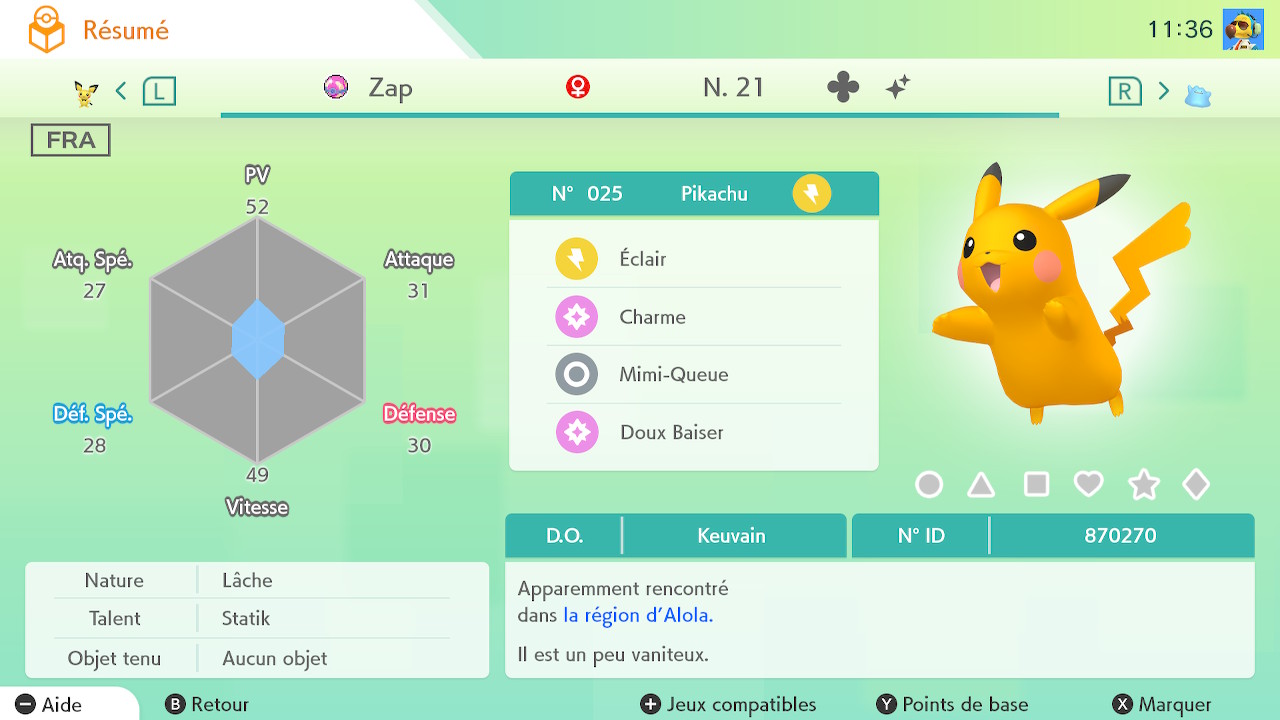 Résumé
11:36
L
Zap
N. 21
R
FRA
PV
52
Atq. Spé.
27
Attaque
31
Déf. Spé.
28
Défense
30
49
Vitesse
N° 025 Pikachu
Éclair
Charme
Mimi-Queue
Doux Baiser
D.O. Keuvain
N° ID 870270
Nature Lâche
Talent Statik
Objet tenu Aucun objet
Apparemment rencontré
dans la région d'Alola.
Il est un peu vaniteux.
Aide
B Retour
Jeux compatibles
Y Points de base
X Marquer